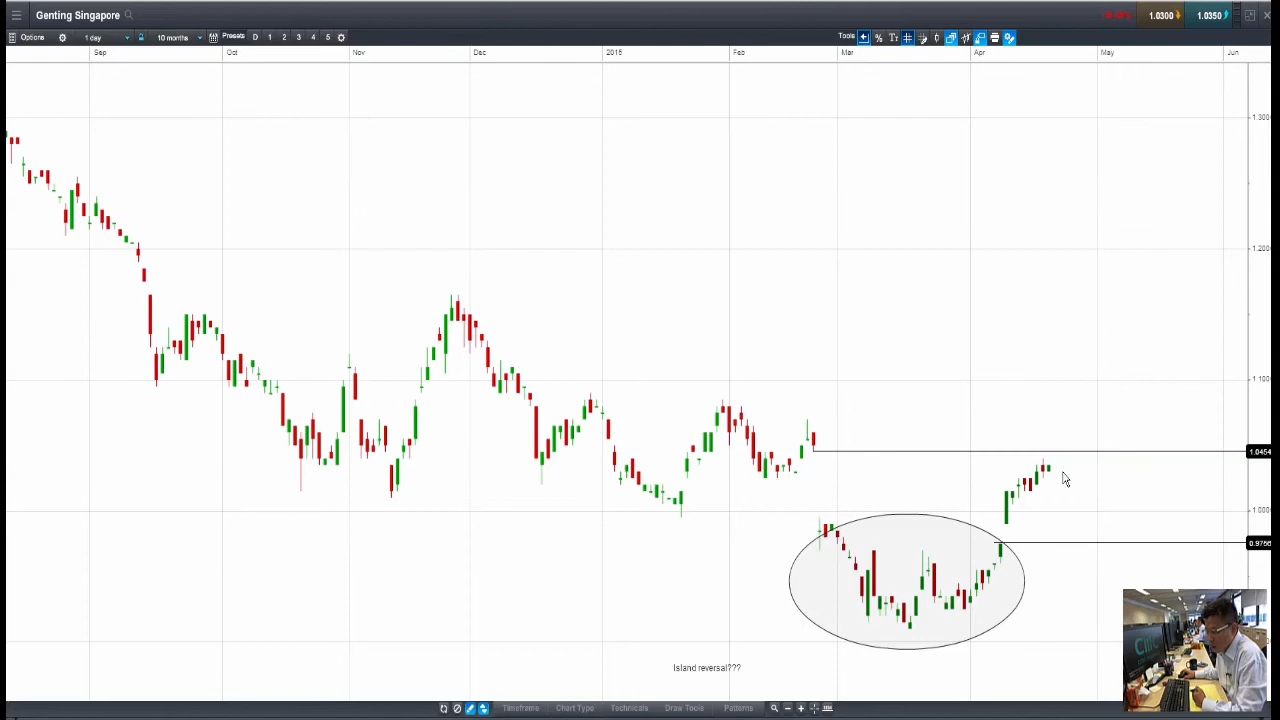 Genting Singapore
1.0300 1.0350
Options 1 day 10 months Presets D 1 2 3 4 5 Tools % Tr
Sep Oct Nov Dec 2015 Feb Mar Apr May Jun
1.300
1.200
1.100
1.0454
1.000
0.9756
Island reversal???
Timeframe Chart Type Technicals Draw Tools Patterns